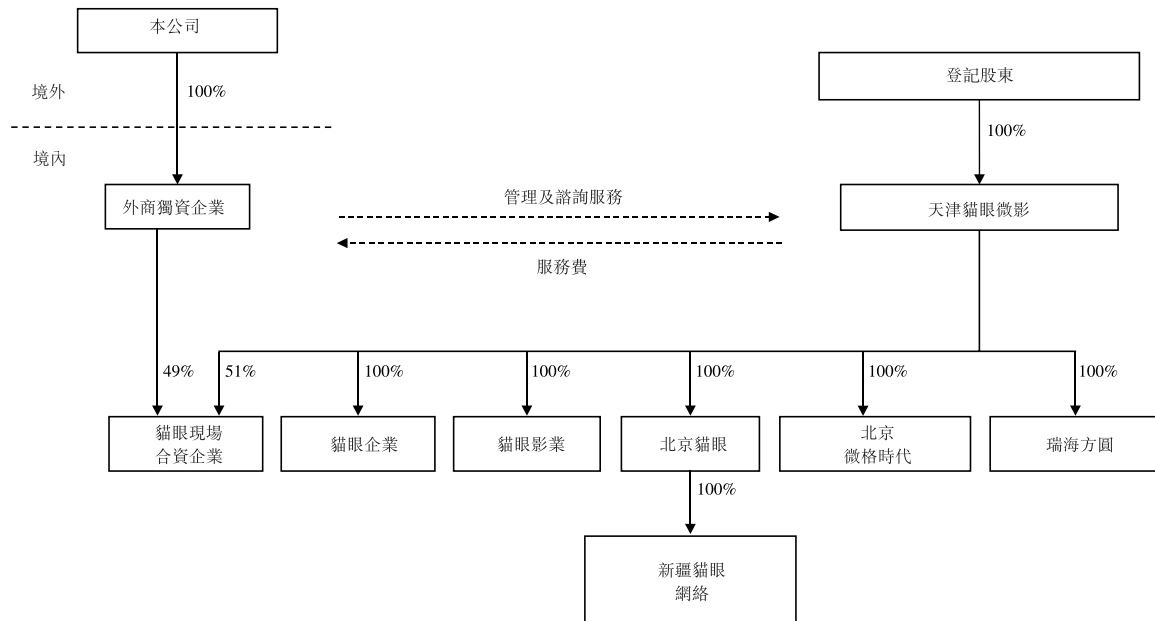 本公司
登記股東
境外
100%
100%
境內
外商獨資企業
管理及諮詢服務
天津貓眼微影
服務費
49%
51%
100%
100%
100%
100%
100%
貓眼現場
合資企業
貓眼企業
貓眼影業
北京貓眼
北京
微格時代
瑞海方圓
100%
新疆貓眼
網絡